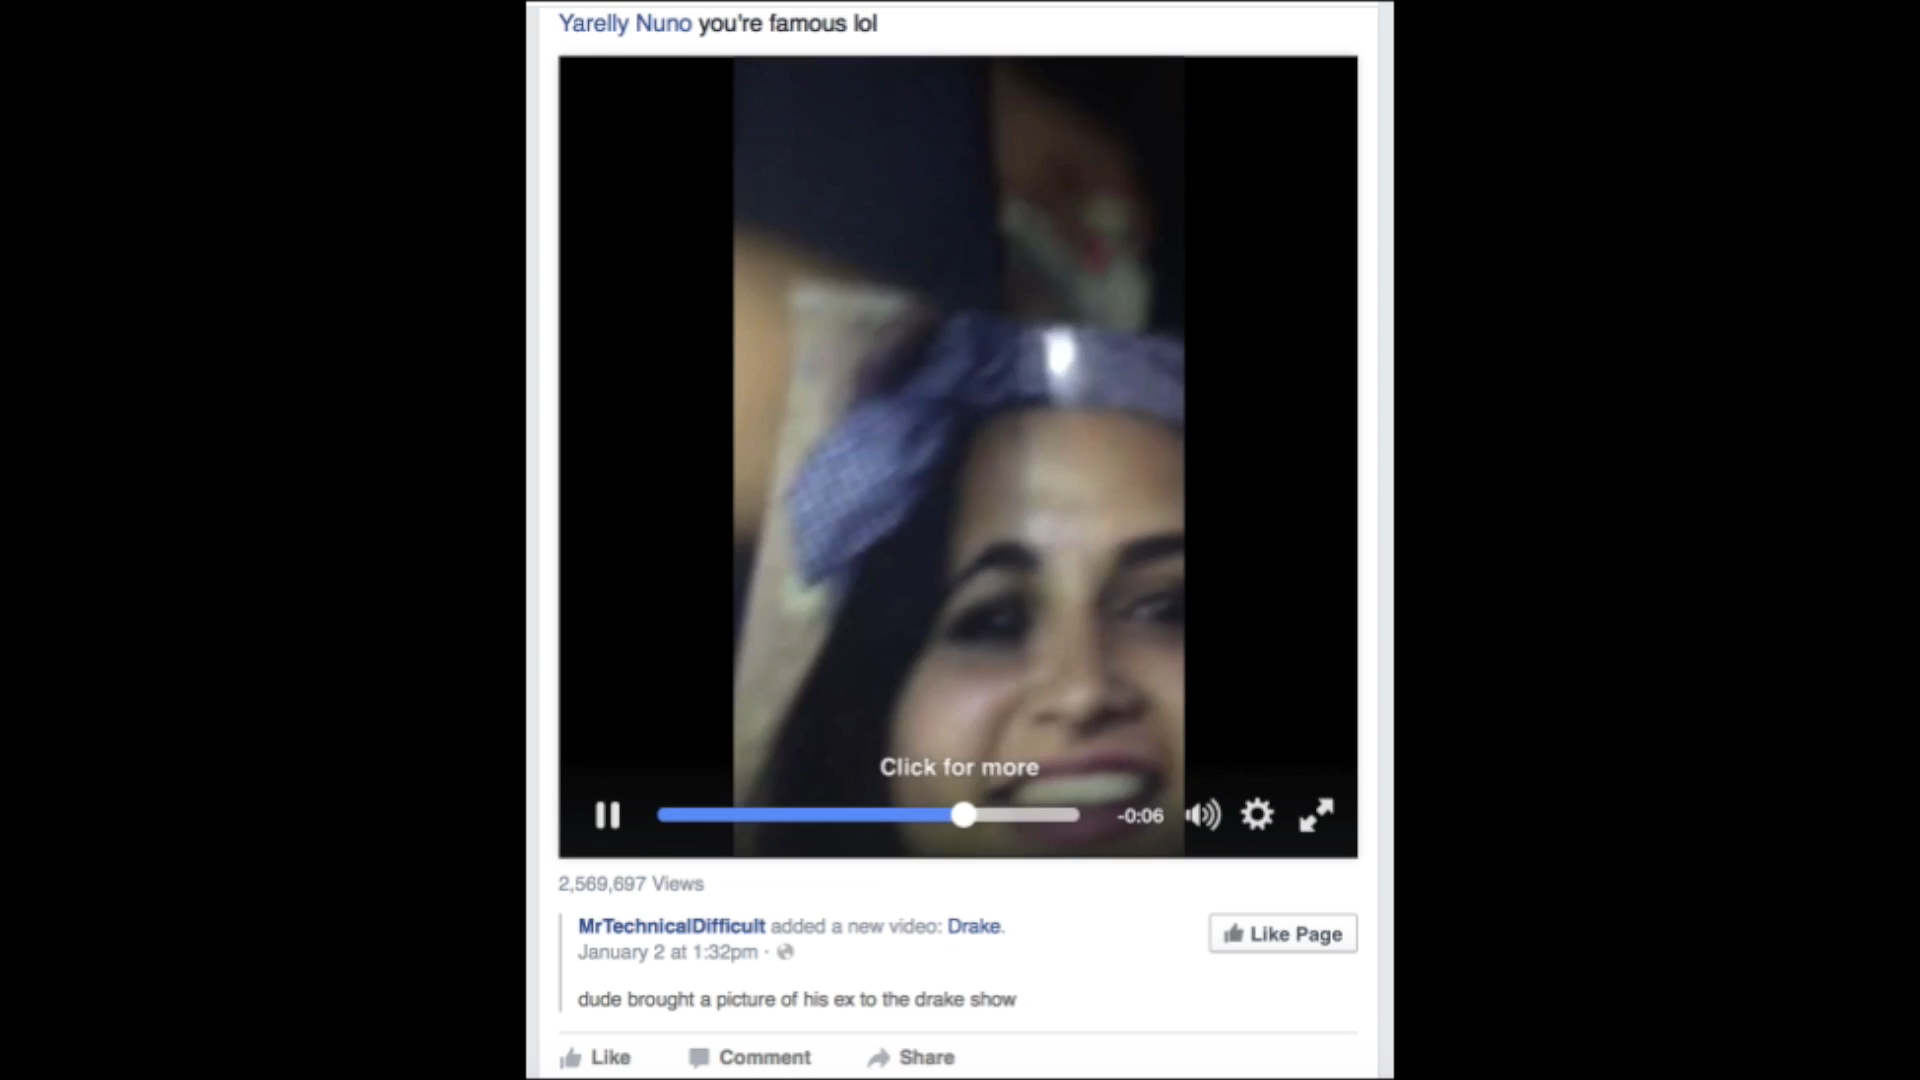 Yarelly Nuno you're famous lol
Click for more
-0:06
2,569,697 Views
MrTechnicalDifficult added a new video: Drake.
Like Page
January 2 at 1:32pm ·
dude brought a picture of his ex to the drake show
Like Comment Share